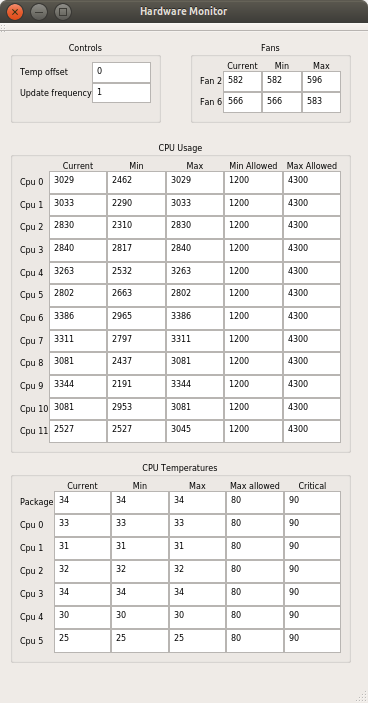 Hardware Monitor
Controls
Temp offset 0
Update frequency 1
Fans
Current Min Max
Fan 2 582 582 596
Fan 6 566 566 583
CPU Usage
Current Min Max Min Allowed Max Allowed
Cpu 0 3029 2462 3029 1200 4300
Cpu 1 3033 2290 3033 1200 4300
Cpu 2 2830 2310 2830 1200 4300
Cpu 3 2840 2817 2840 1200 4300
Cpu 4 3263 2532 3263 1200 4300
Cpu 5 2802 2663 2802 1200 4300
Cpu 6 3386 2965 3386 1200 4300
Cpu 7 3311 2797 3311 1200 4300
Cpu 8 3081 2437 3081 1200 4300
Cpu 9 3344 2191 3344 1200 4300
Cpu 10 3081 2953 3081 1200 4300
Cpu 11 2527 2527 3045 1200 4300
CPU Temperatures
Current Min Max Max allowed Critical
Package 34 34 34 80 90
Cpu 0 33 33 33 80 90
Cpu 1 31 31 31 80 90
Cpu 2 32 32 32 80 90
Cpu 3 34 34 34 80 90
Cpu 4 30 30 30 80 90
Cpu 5 25 25 25 80 90